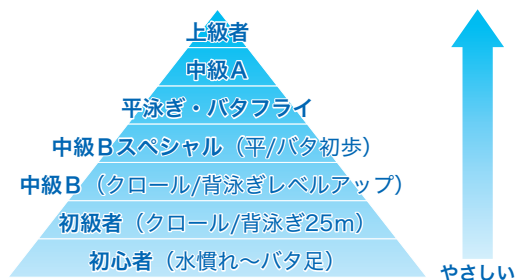 上級者
中級A
平泳ぎ・バタフライ
中級Bスペシャル（平/バタ初歩）
中級B（クロール/背泳ぎレベルアップ）
初級者（クロール/背泳ぎ25m）
初心者（水慣れ～バタ足）
やさしい